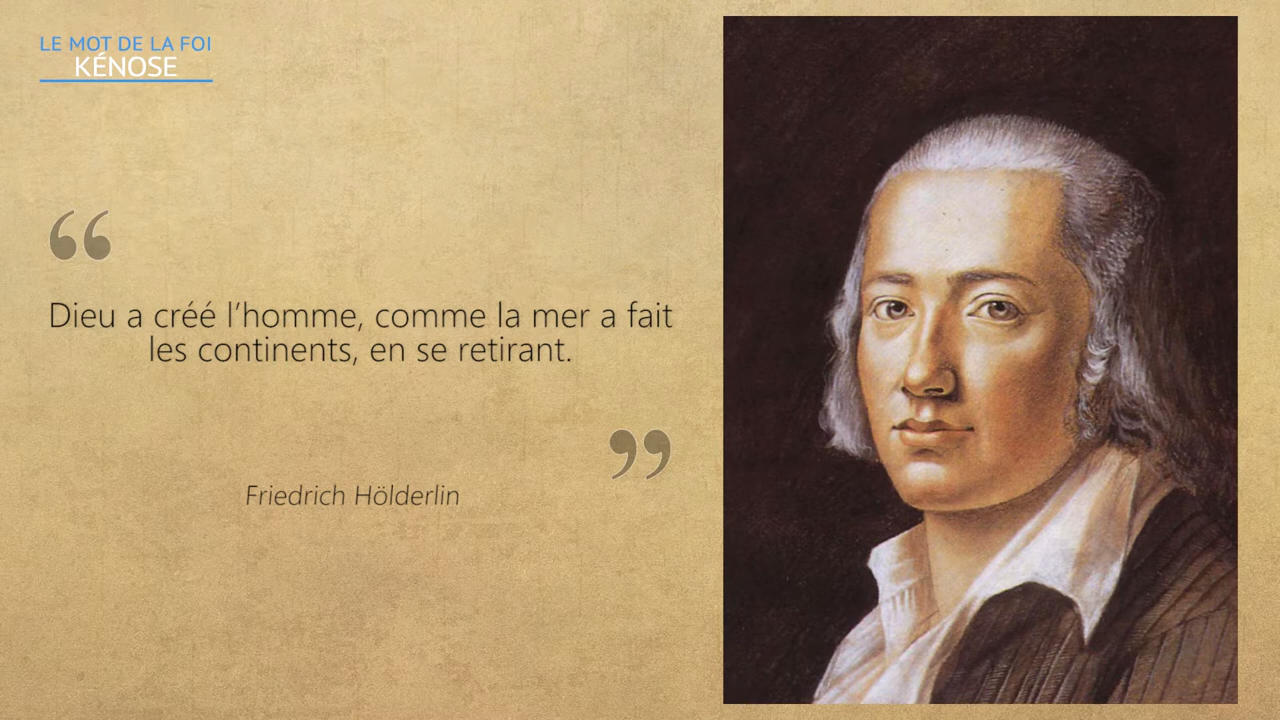 LE MOT DE LA FOI
KÉNOSE
“
Dieu a créé l’homme, comme la mer a fait
les continents, en se retirant.
”
Friedrich Hölderlin